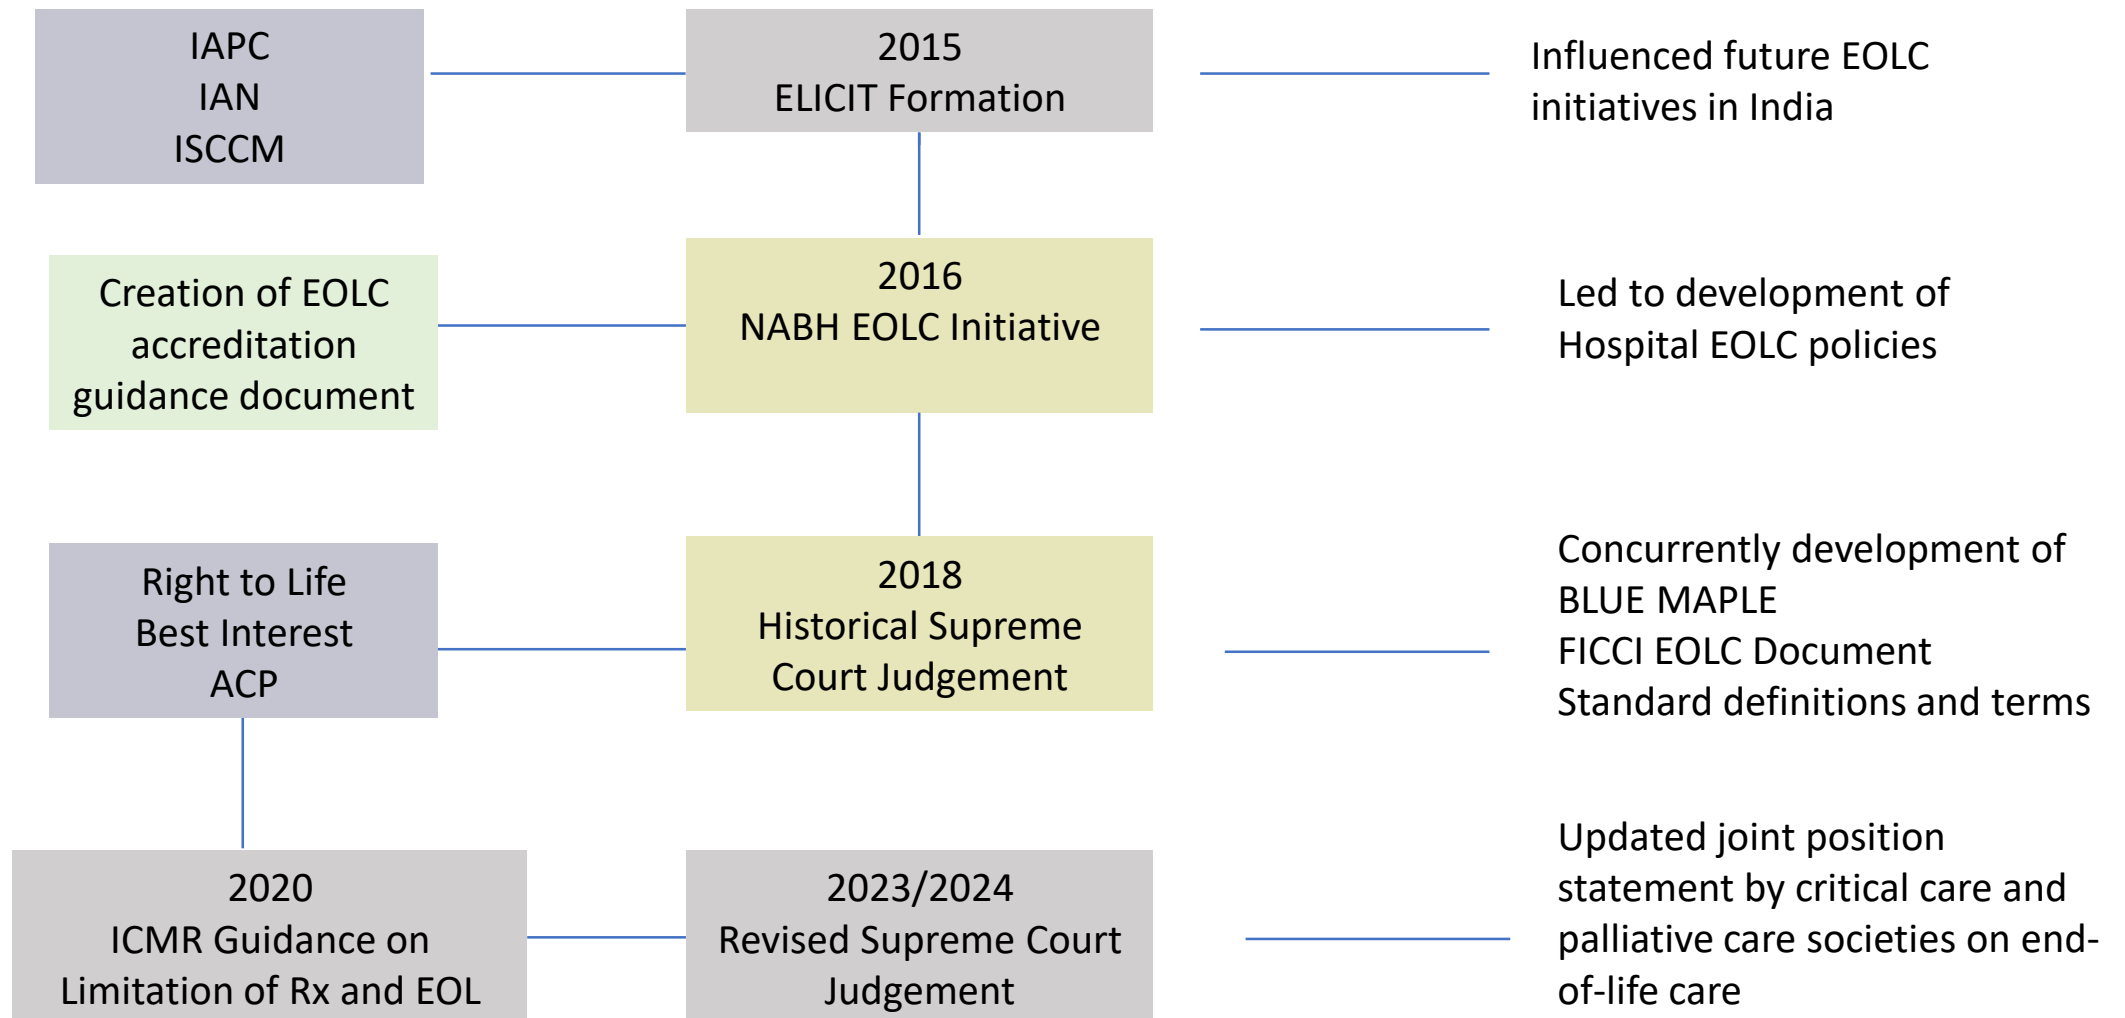 IAPC
IAN
ISCCM
2015
ELICIT Formation
Influenced future EOLC
initiatives in India
Creation of EOLC
accreditation
guidance document
2016
NABH EOLC Initiative
Led to development of
Hospital EOLC policies
Right to Life
Best Interest
ACP
2018
Historical Supreme
Court Judgement
Concurrently development of
BLUE MAPLE
FICCI EOLC Document
Standard definitions and terms
2020
ICMR Guidance on
Limitation of Rx and EOL
2023/2024
Revised Supreme Court
Judgement
Updated joint position
statement by critical care and
palliative care societies on end-
of-life care